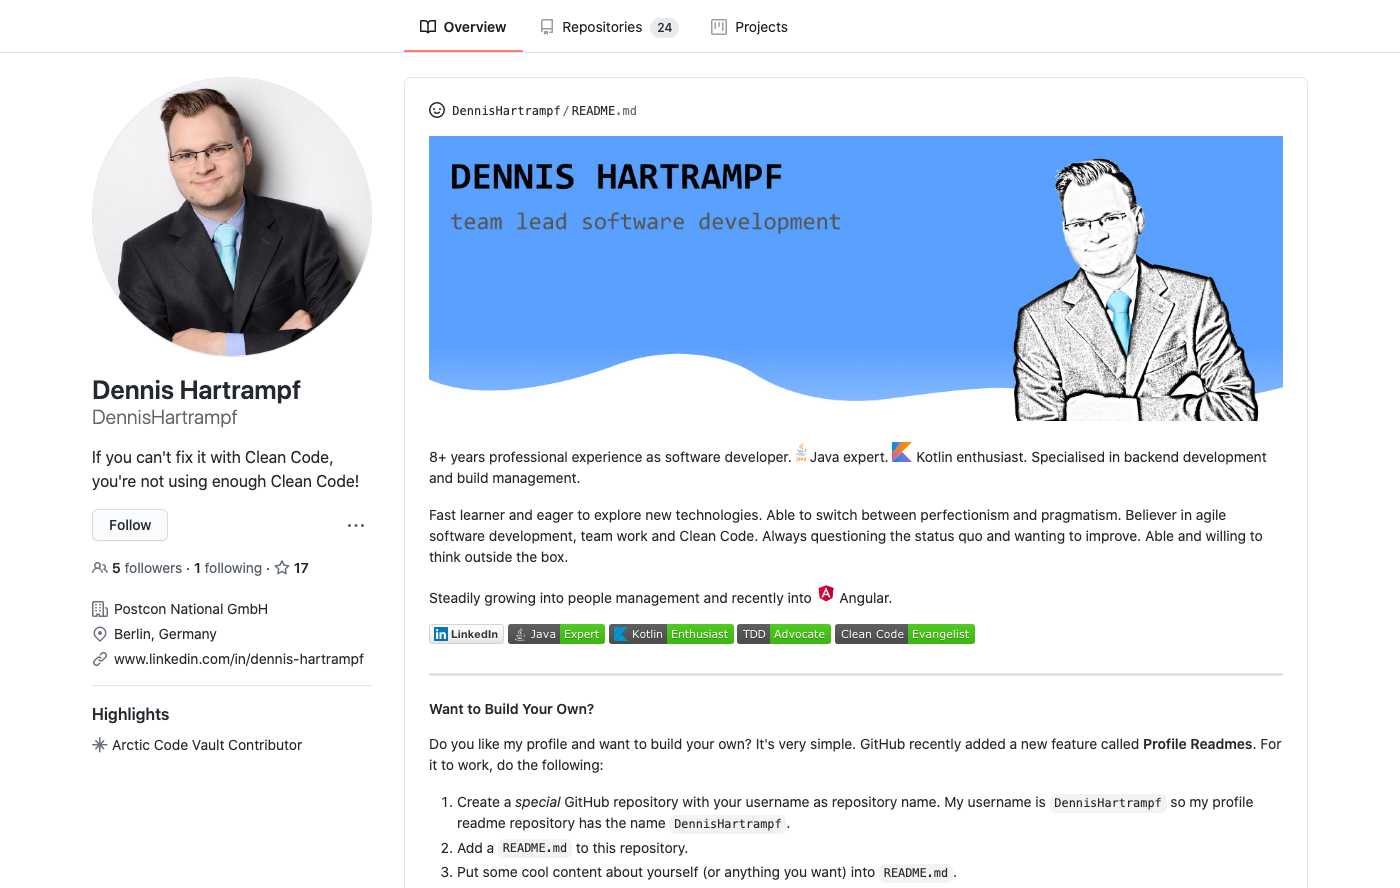 Overview
Repositories 24
Projects
DennisHartrampf/README.md
DENNIS HARTRAMPF
team lead software development
Dennis Hartrampf
DennisHartrampf
If you can't fix it with Clean Code,
you're not using enough Clean Code!
Follow
5 followers · 1 following · 17
Postcon National GmbH
Berlin, Germany
www.linkedin.com/in/dennis-hartrampf
Highlights
Arctic Code Vault Contributor
8+ years professional experience as software developer. Java expert. Kotlin enthusiast. Specialised in backend development
and build management.
Fast learner and eager to explore new technologies. Able to switch between perfectionism and pragmatism. Believer in agile
software development, team work and Clean Code. Always questioning the status quo and wanting to improve. Able and willing to
think outside the box.
Steadily growing into people management and recently into Angular.
LinkedIn Java Expert Kotlin Enthusiast TDD Advocate Clean Code Evangelist
Want to Build Your Own?
Do you like my profile and want to build your own? It's very simple. GitHub recently added a new feature called Profile Readmes. For
it to work, do the following:
1. Create a special GitHub repository with your username as repository name. My username is DennisHartrampf so my profile
readme repository has the name DennisHartrampf.
2. Add a README.md to this repository.
3. Put some cool content about yourself (or anything you want) into README.md.